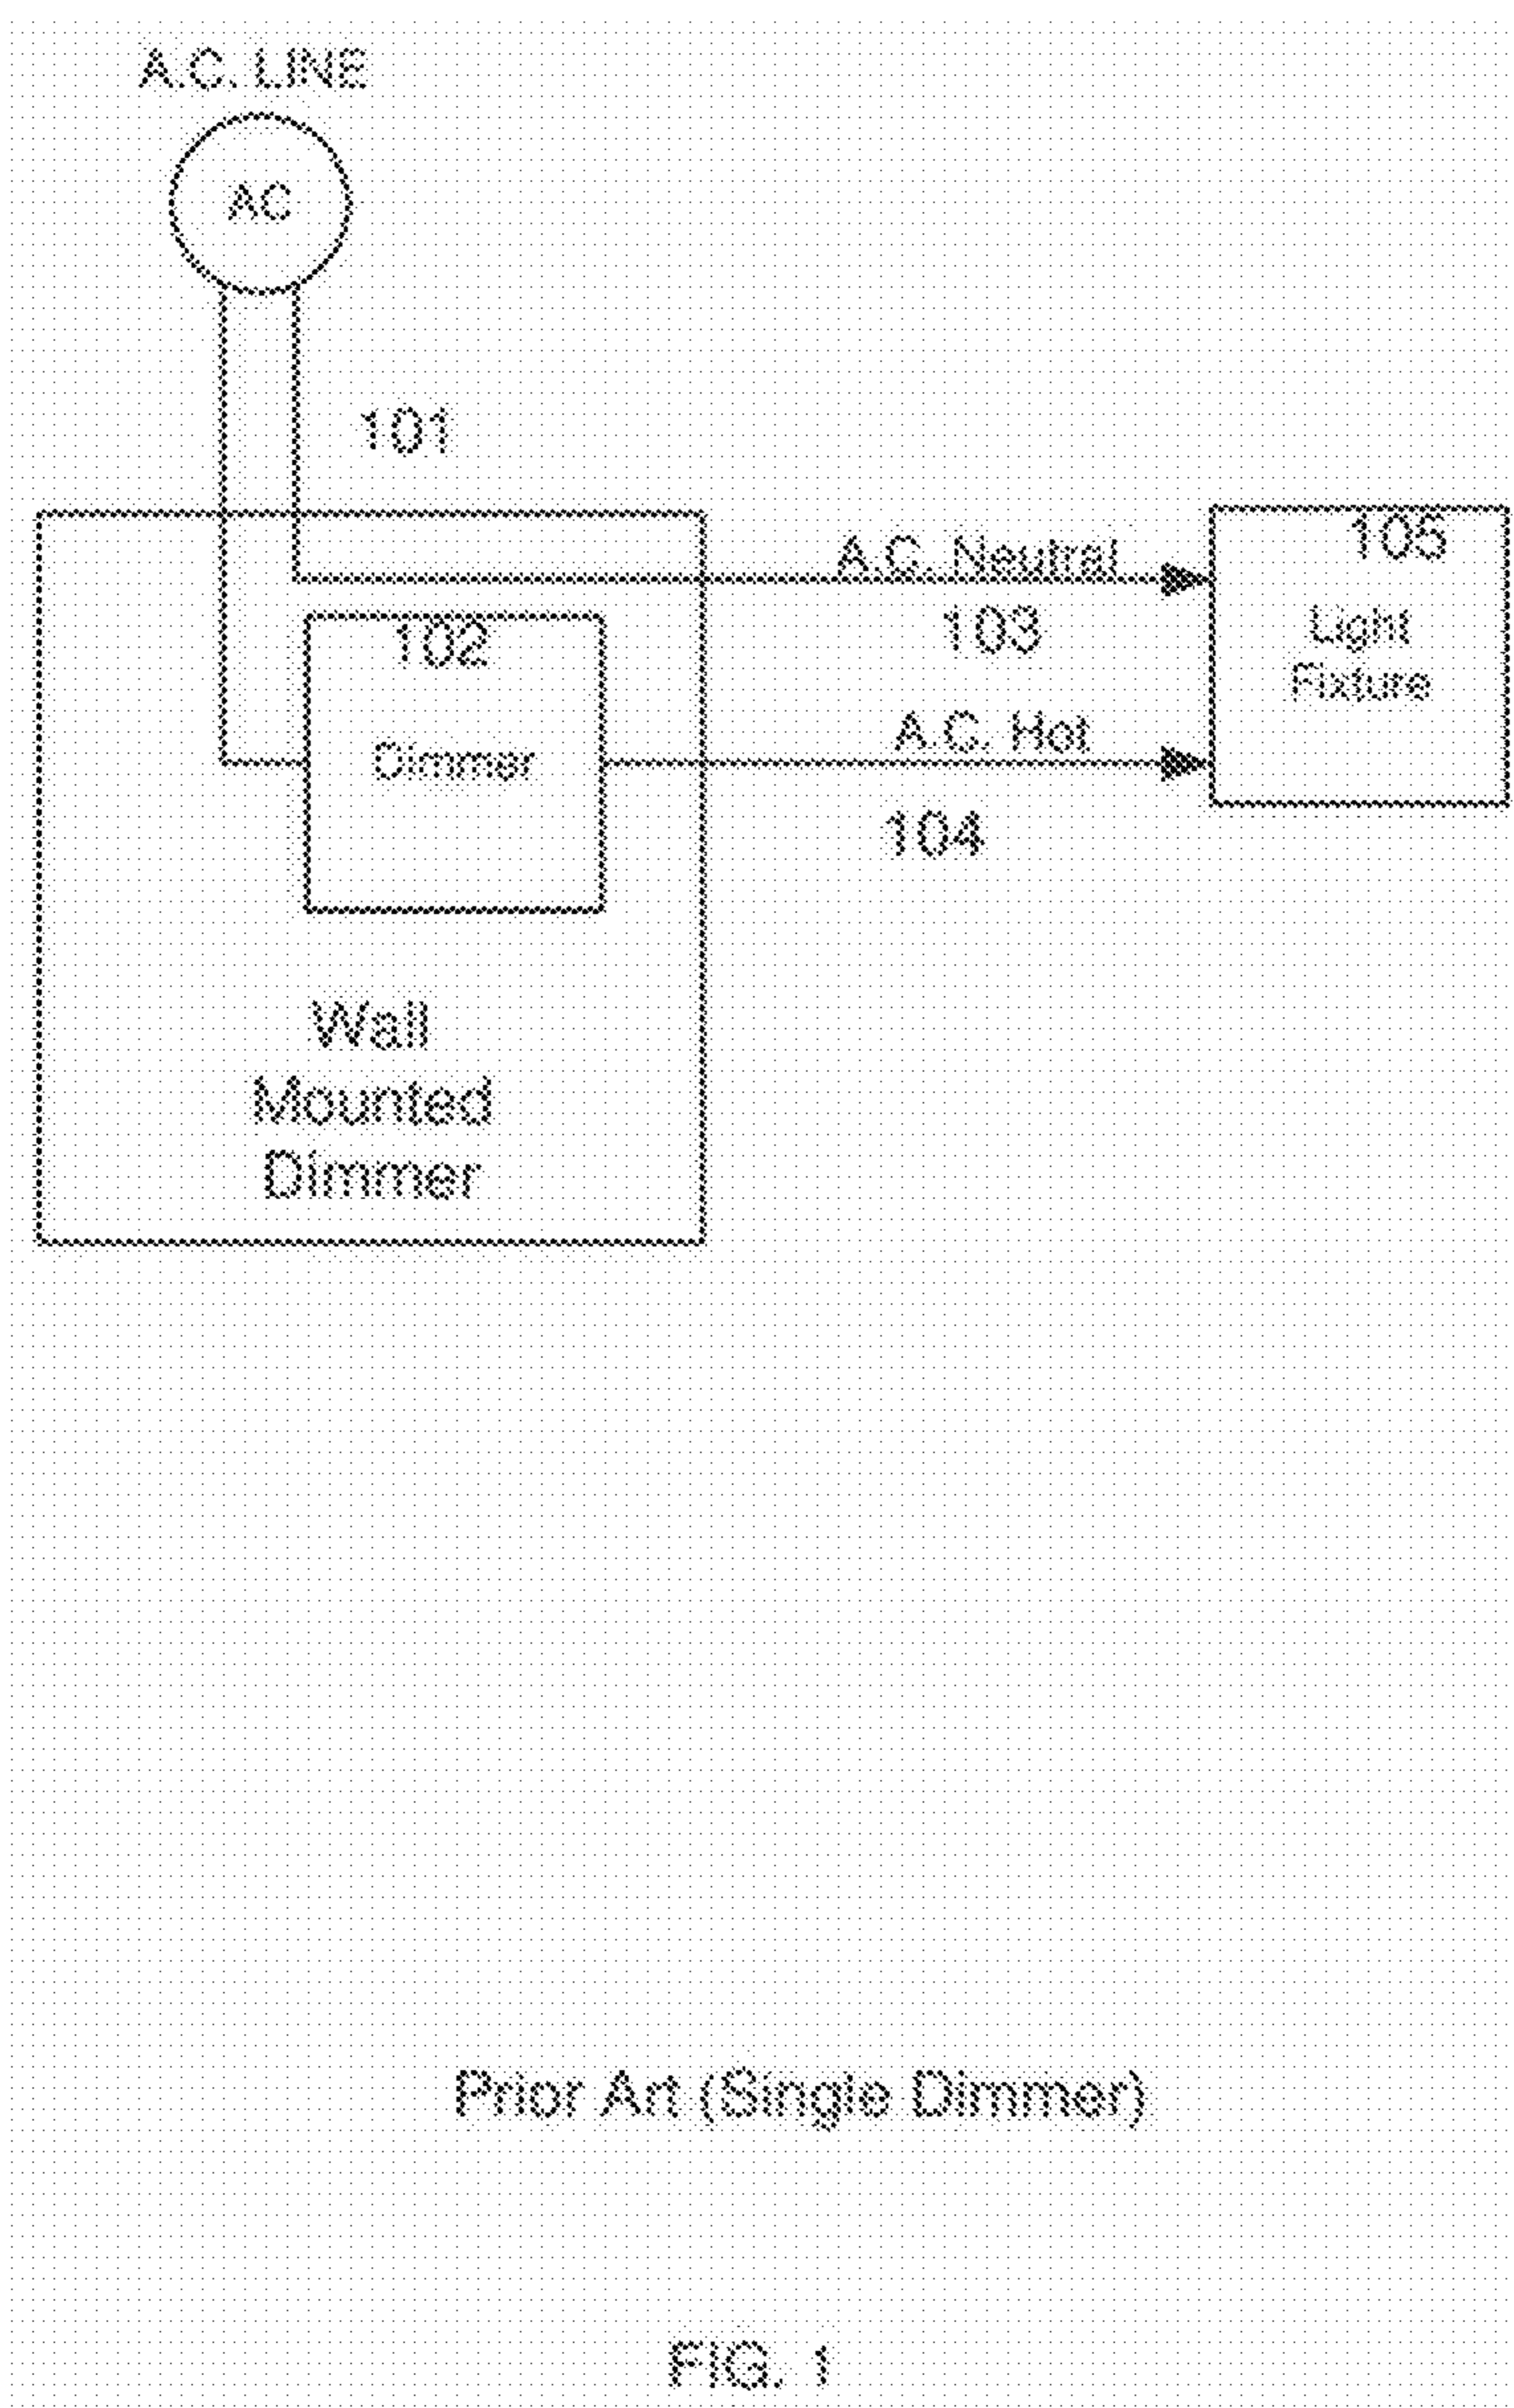 A.C. LINE
AC
101
A.C. Neutral
105
102
103
Light
Fixture
A.C. Hot
Dimmer
104
Wall
Mounted
Dimmer
Prior Art (Single Dimmer)
FIG. 1